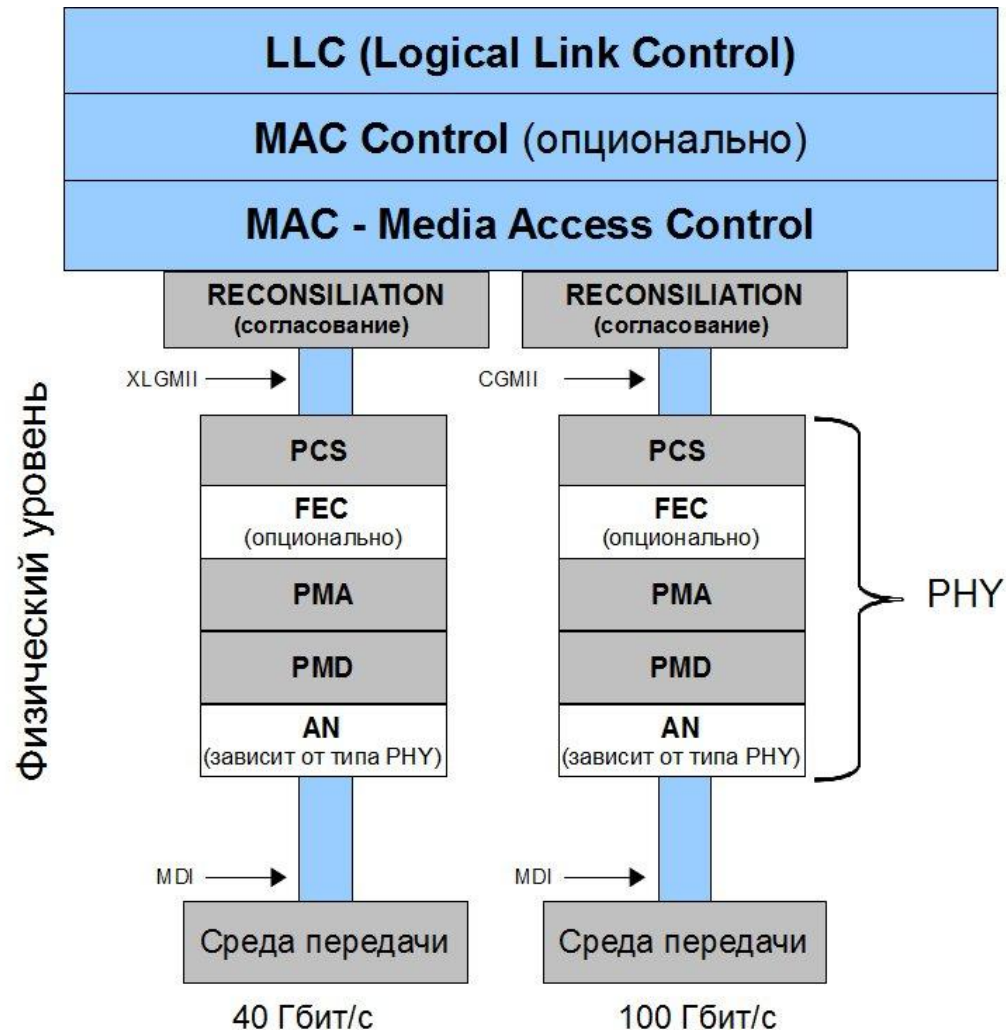 LLC (Logical Link Control)
MAC Control (опционально)
MAC - Media Access Control
RECONSILIATION
(согласование)
RECONSILIATION
(согласование)
XLGMII
CGMII
Физический уровень
PCS
FEC
(опционально)
PMA
PMD
AN
(зависит от типа PHY)
PCS
FEC
(опционально)
PMA
PMD
AN
(зависит от типа PHY)
PHY
MDI
MDI
Среда передачи
Среда передачи
40 Гбит/с
100 Гбит/с